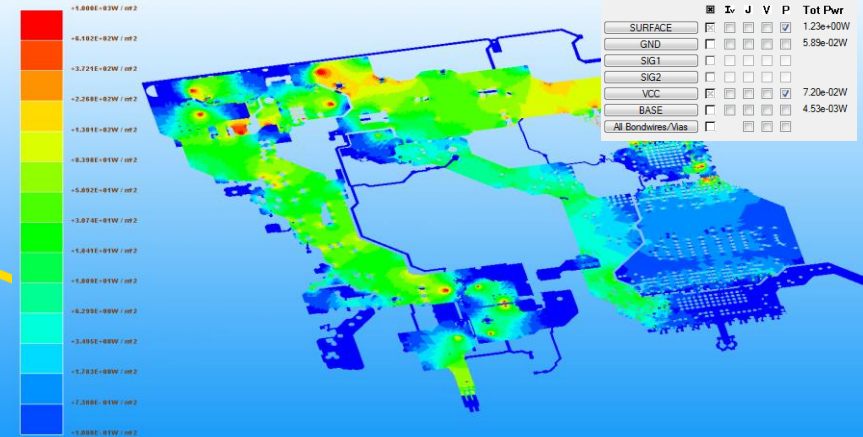 +1.000E+03W / m^2
+6.102E+02W / m^2
+3.721E+02W / m^2
+2.268E+02W / m^2
+1.381E+02W / m^2
+8.398E+01W / m^2
+5.092E+01W / m^2
+3.074E+01W / m^2
+1.841E+01W / m^2
+1.089E+01W / m^2
+6.299E+00W / m^2
+3.495E+00W / m^2
+1.783E+00W / m^2
+7.380E-01W / m^2
+1.000E-01W / m^2
Iv J V P Tot Pwr
SURFACE 1.23e+00W
GND 5.89e-02W
SIG1
SIG2
VCC 7.20e-02W
BASE 4.53e-03W
All Bondwires/Vias